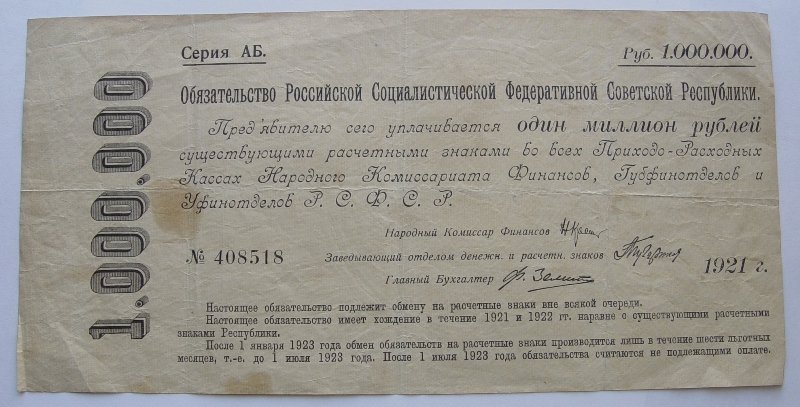 Серия АБ.
Руб. 1.000.000.
1.000.000
Обязательство Российской Социалистической Федеративной Советской Республики.
Пред'явителю сего уплачивается один миллион рублей
существующими расчетными знаками во всех Приходо-Расходных
Кассах Народного Комиссариата Финансов, Губфинотделов и
Уфинотделов Р. С. Ф. С. Р.
Народный Комиссар Финансов
№ 408518
Заведывающий отделом денежн. и расчетн. знаков
1921 г.
Главный Бухгалтер
Настоящее обязательство подлежит обмену на расчетные знаки вне всякой очереди.
Настоящее обязательство имеет хождение в течение 1921 и 1922 гг. наравне с существующими расчетными
знаками Республики.
После 1 января 1923 года обмен обязательств на расчетные знаки производится лишь в течение шести льготных
месяцев, т.-е. до 1 июля 1923 года. После 1 июля 1923 года обязательства считаются не подлежащими оплате.